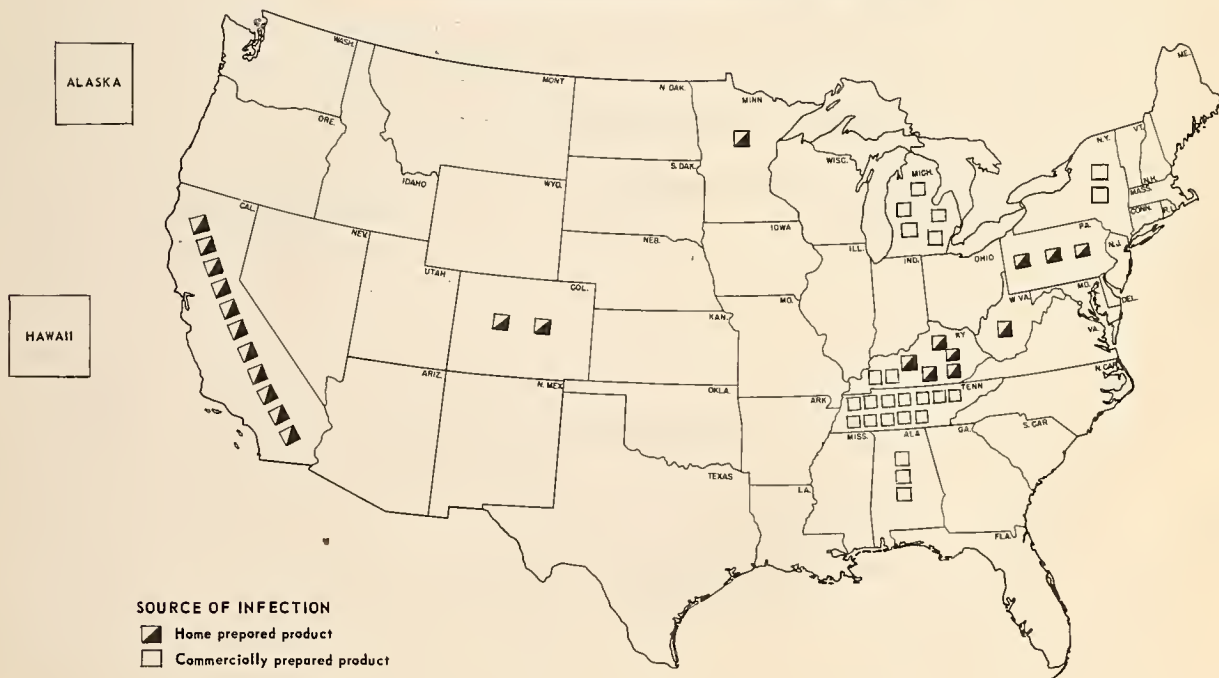 ALASKA
HAWAII
WASH.
ORE.
CAL.
IDAHO
NEV.
MONT
WYO.
UTAH
COL.
ARIZ.
N. MEX.
N. DAK.
S. DAK.
NEB.
KAN.
OKLA.
TEXAS
MINN
IOWA
MO.
ARK.
LA.
WISC.
ILL.
MICH.
IND.
OHIO
KY
TENN
MISS.
ALA
GA.
FLA.
S. CAR
N. CAR.
VA.
W VA.
MD.
DEL.
PA.
N. J.
N.Y.
CONN.
R.I.
MASS.
VT.
N.H.
ME.
SOURCE OF INFECTION
Home prepared product
Commercially prepared product